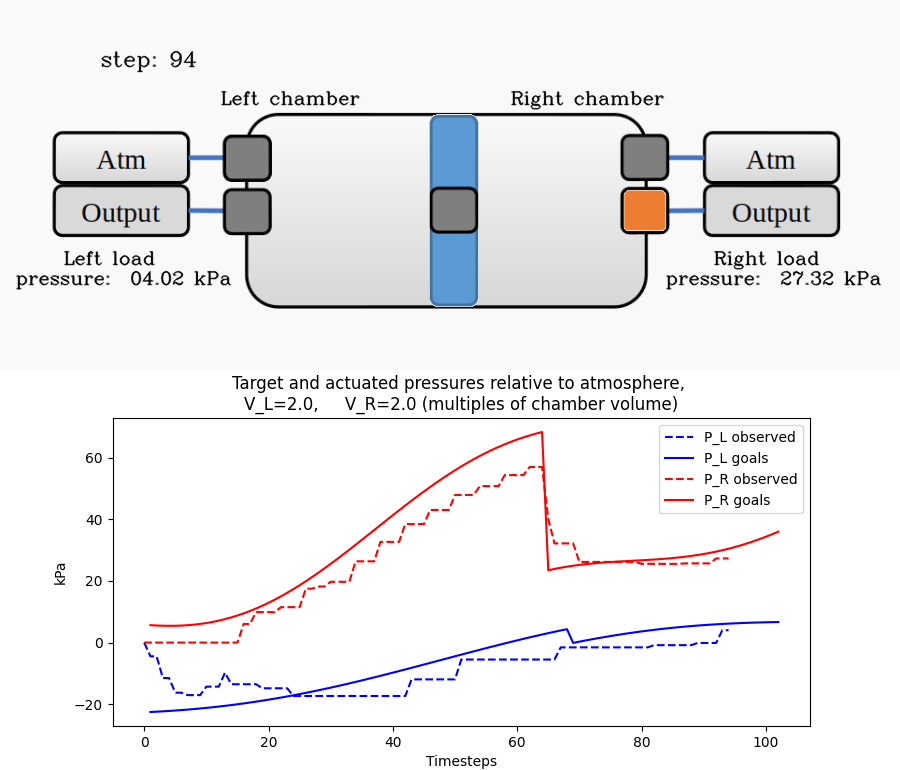 step: 94
Left chamber
Right chamber
Atm
Output
Left load
pressure: 04.02 kPa
Atm
Output
Right load
pressure: 27.32 kPa
Target and actuated pressures relative to atmosphere,
V_L=2.0, V_R=2.0 (multiples of chamber volume)
P_L observed
P_L goals
P_R observed
P_R goals
kPa
60
40
20
0
−20
0 20 40 60 80 100
Timesteps